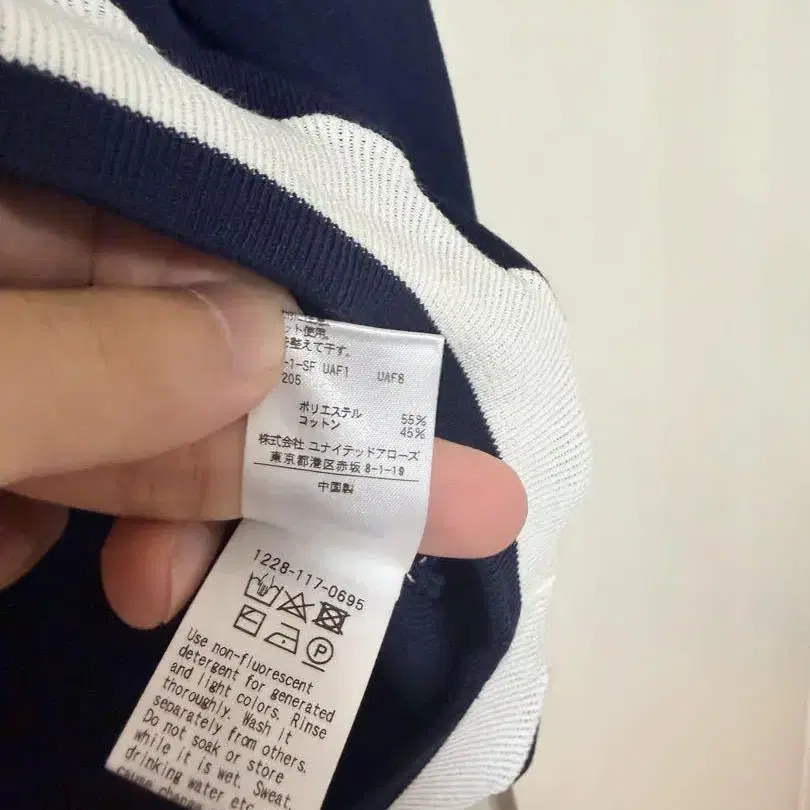 ット使用。
を整えて干す。
-1-SF UAF1 UAF8
205
ポリエステル 55%
コットン 45%
株式会社 ユナイテッドアローズ
東京都港区赤坂 8-1-19
中国製
1228-117-0695
P
Use non-fluorescent
detergent for generated
and light colors. Rinse
thoroughly. Wash it
separately from others.
Do not soak or store
while it is wet. Sweat,
drinking water etc
cause change